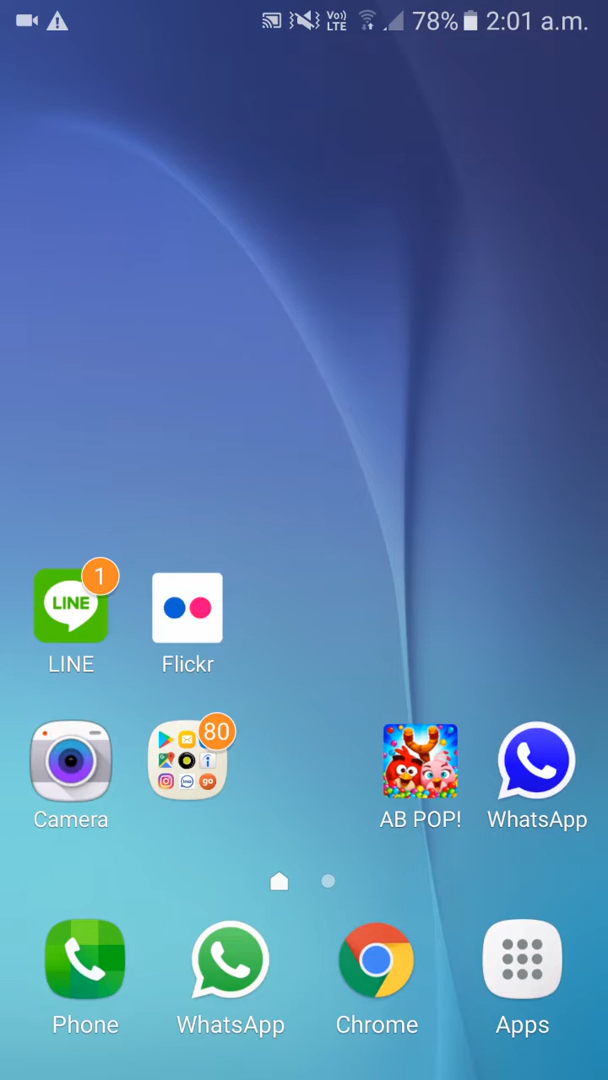 Vo)) LTE 78% 2:01 a.m.
1
LINE
LINE Flickr
80
Camera AB POP! WhatsApp
Phone WhatsApp Chrome Apps